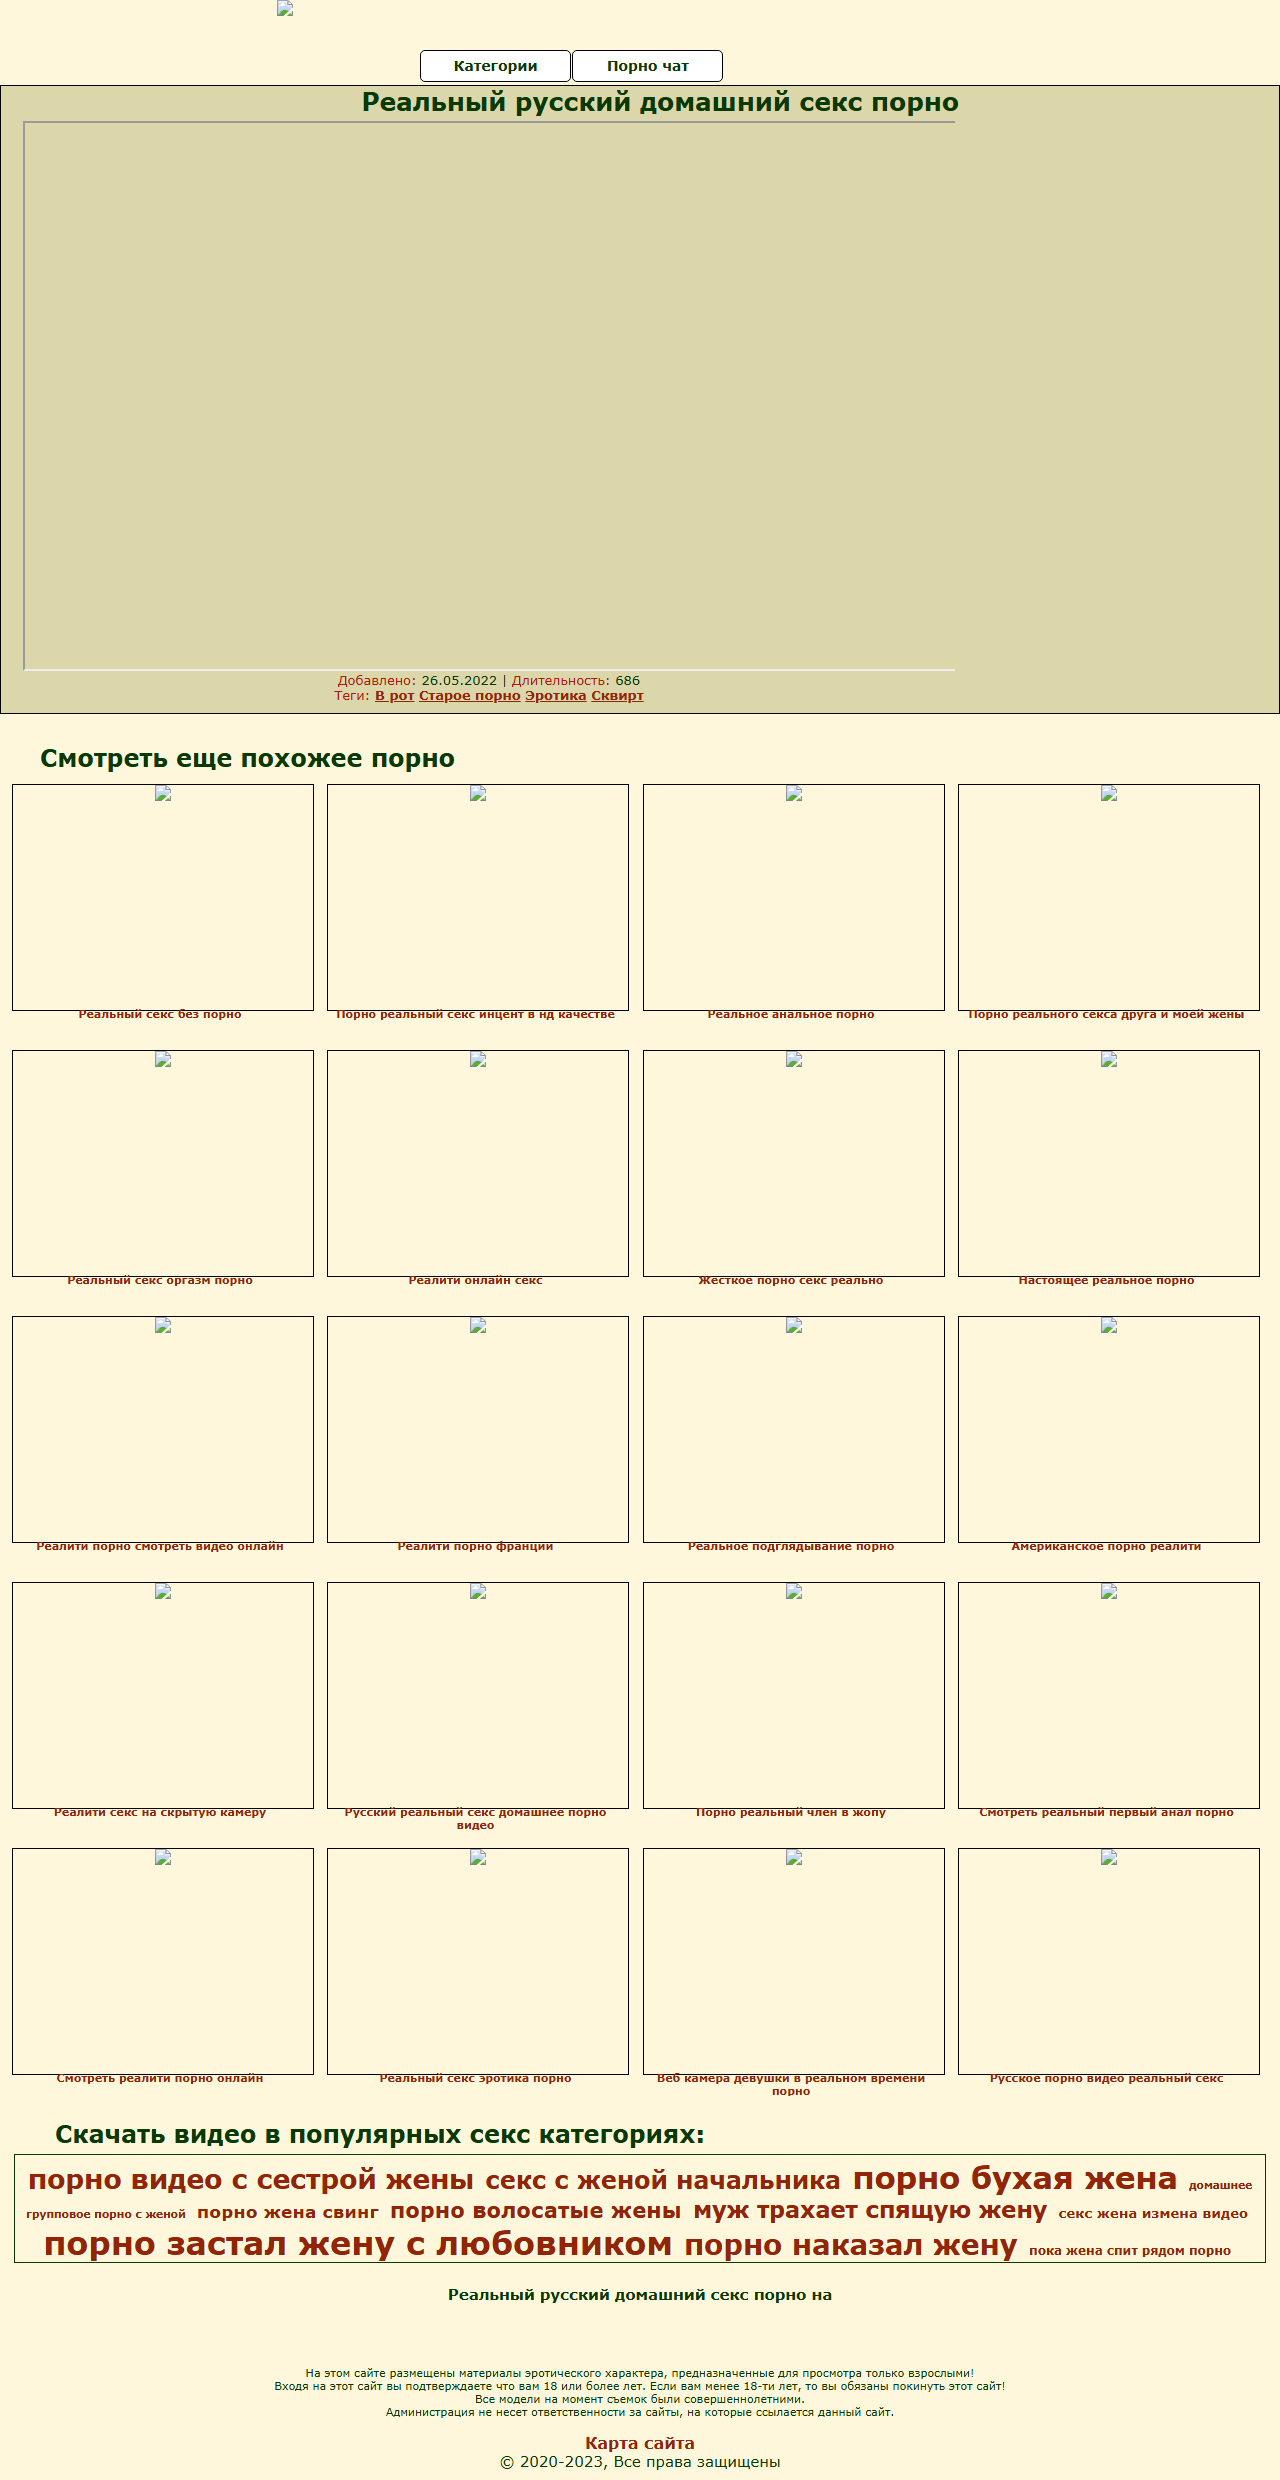 Категории
Порно чат
Реальный русский домашний секс порно
Добавлено: 26.05.2022 | Длительность: 686
Теги: В рот Старое порно Эротика Сквирт
Смотреть еще похожее порно
Реальный секс без порно
Порно реальный секс инцент в нд качестве
Реальное анальное порно
Порно реального секса друга и моей жены
Реальный секс оргазм порно
Реалити онлайн секс
Жесткое порно секс реально
Настоящее реальное порно
Реалити порно смотреть видео онлайн
Реалити порно франции
Реальное подглядывание порно
Американское порно реалити
Реалити секс на скрытую камеру
Русский реальный секс домашнее порно
видео
Порно реальный член в жопу
Смотреть реальный первый анал порно
Смотреть реалити порно онлайн
Реальный секс эротика порно
Веб камера девушки в реальном времени
порно
Русское порно видео реальный секс
Скачать видео в популярных секс категориях:
порно видео с сестрой жены секс с женой начальника порно бухая жена домашнее
групповое порно с женой порно жена свинг порно волосатые жены муж трахает спящую жену секс жена измена видео
порно застал жену с любовником порно наказал жену пока жена спит рядом порно
Реальный русский домашний секс порно на
На этом сайте размещены материалы эротического характера, предназначенные для просмотра только взрослыми!
Входя на этот сайт вы подтверждаете что вам 18 или более лет. Если вам менее 18-ти лет, то вы обязаны покинуть этот сайт!
Все модели на момент съемок были совершеннолетними.
Администрация не несет ответственности за сайты, на которые ссылается данный сайт.
Карта сайта
© 2020-2023, Все права защищены